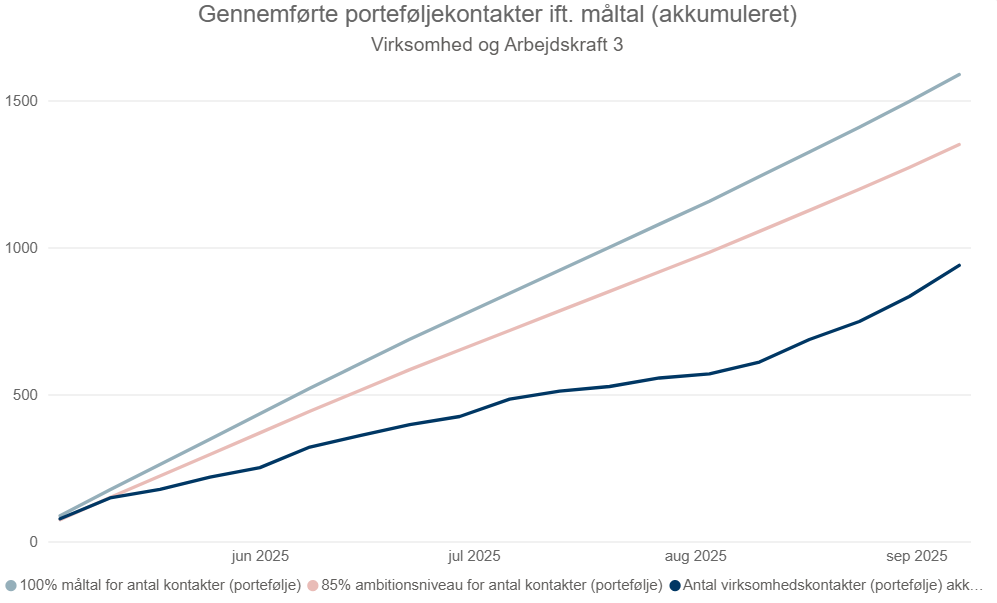 Gennemførte porteføljekontakter ift. måltal (akkumuleret)
Virksomhed og Arbejdskraft 3
1500
1000
500
0
jun 2025 jul 2025 aug 2025 sep 2025
100% måltal for antal kontakter (portefølje) 85% ambitionsniveau for antal kontakter (portefølje) Antal virksomhedskontakter (portefølje) akk...